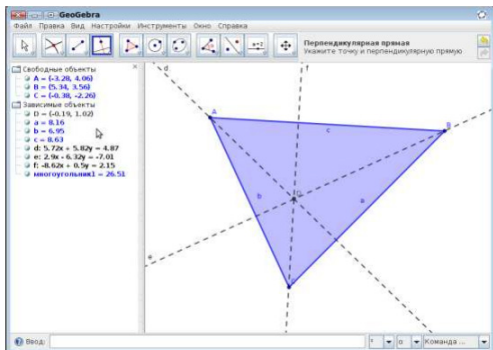 GeoGebra
Файл Правка Вид Настройки Инструменты Окно Справка
Перпендикулярная прямая
Укажите точку и перпендикулярную прямую
Свободные объекты
A = (-3.28, 4.06)
B = (5.34, 3.56)
C = (-0.38, -2.26)
Зависимые объекты
D = (-0.19, 1.02)
a = 8.16
b = 6.95
c = 8.63
d: 5.72x + 5.82y = 4.87
e: 2.9x - 6.32y = -7.01
f: -8.62x + 0.5y = 2.15
многоугольник1 = 26.51
d
f
A
B
c
b
a
D
e
Ввод:
Команда ...